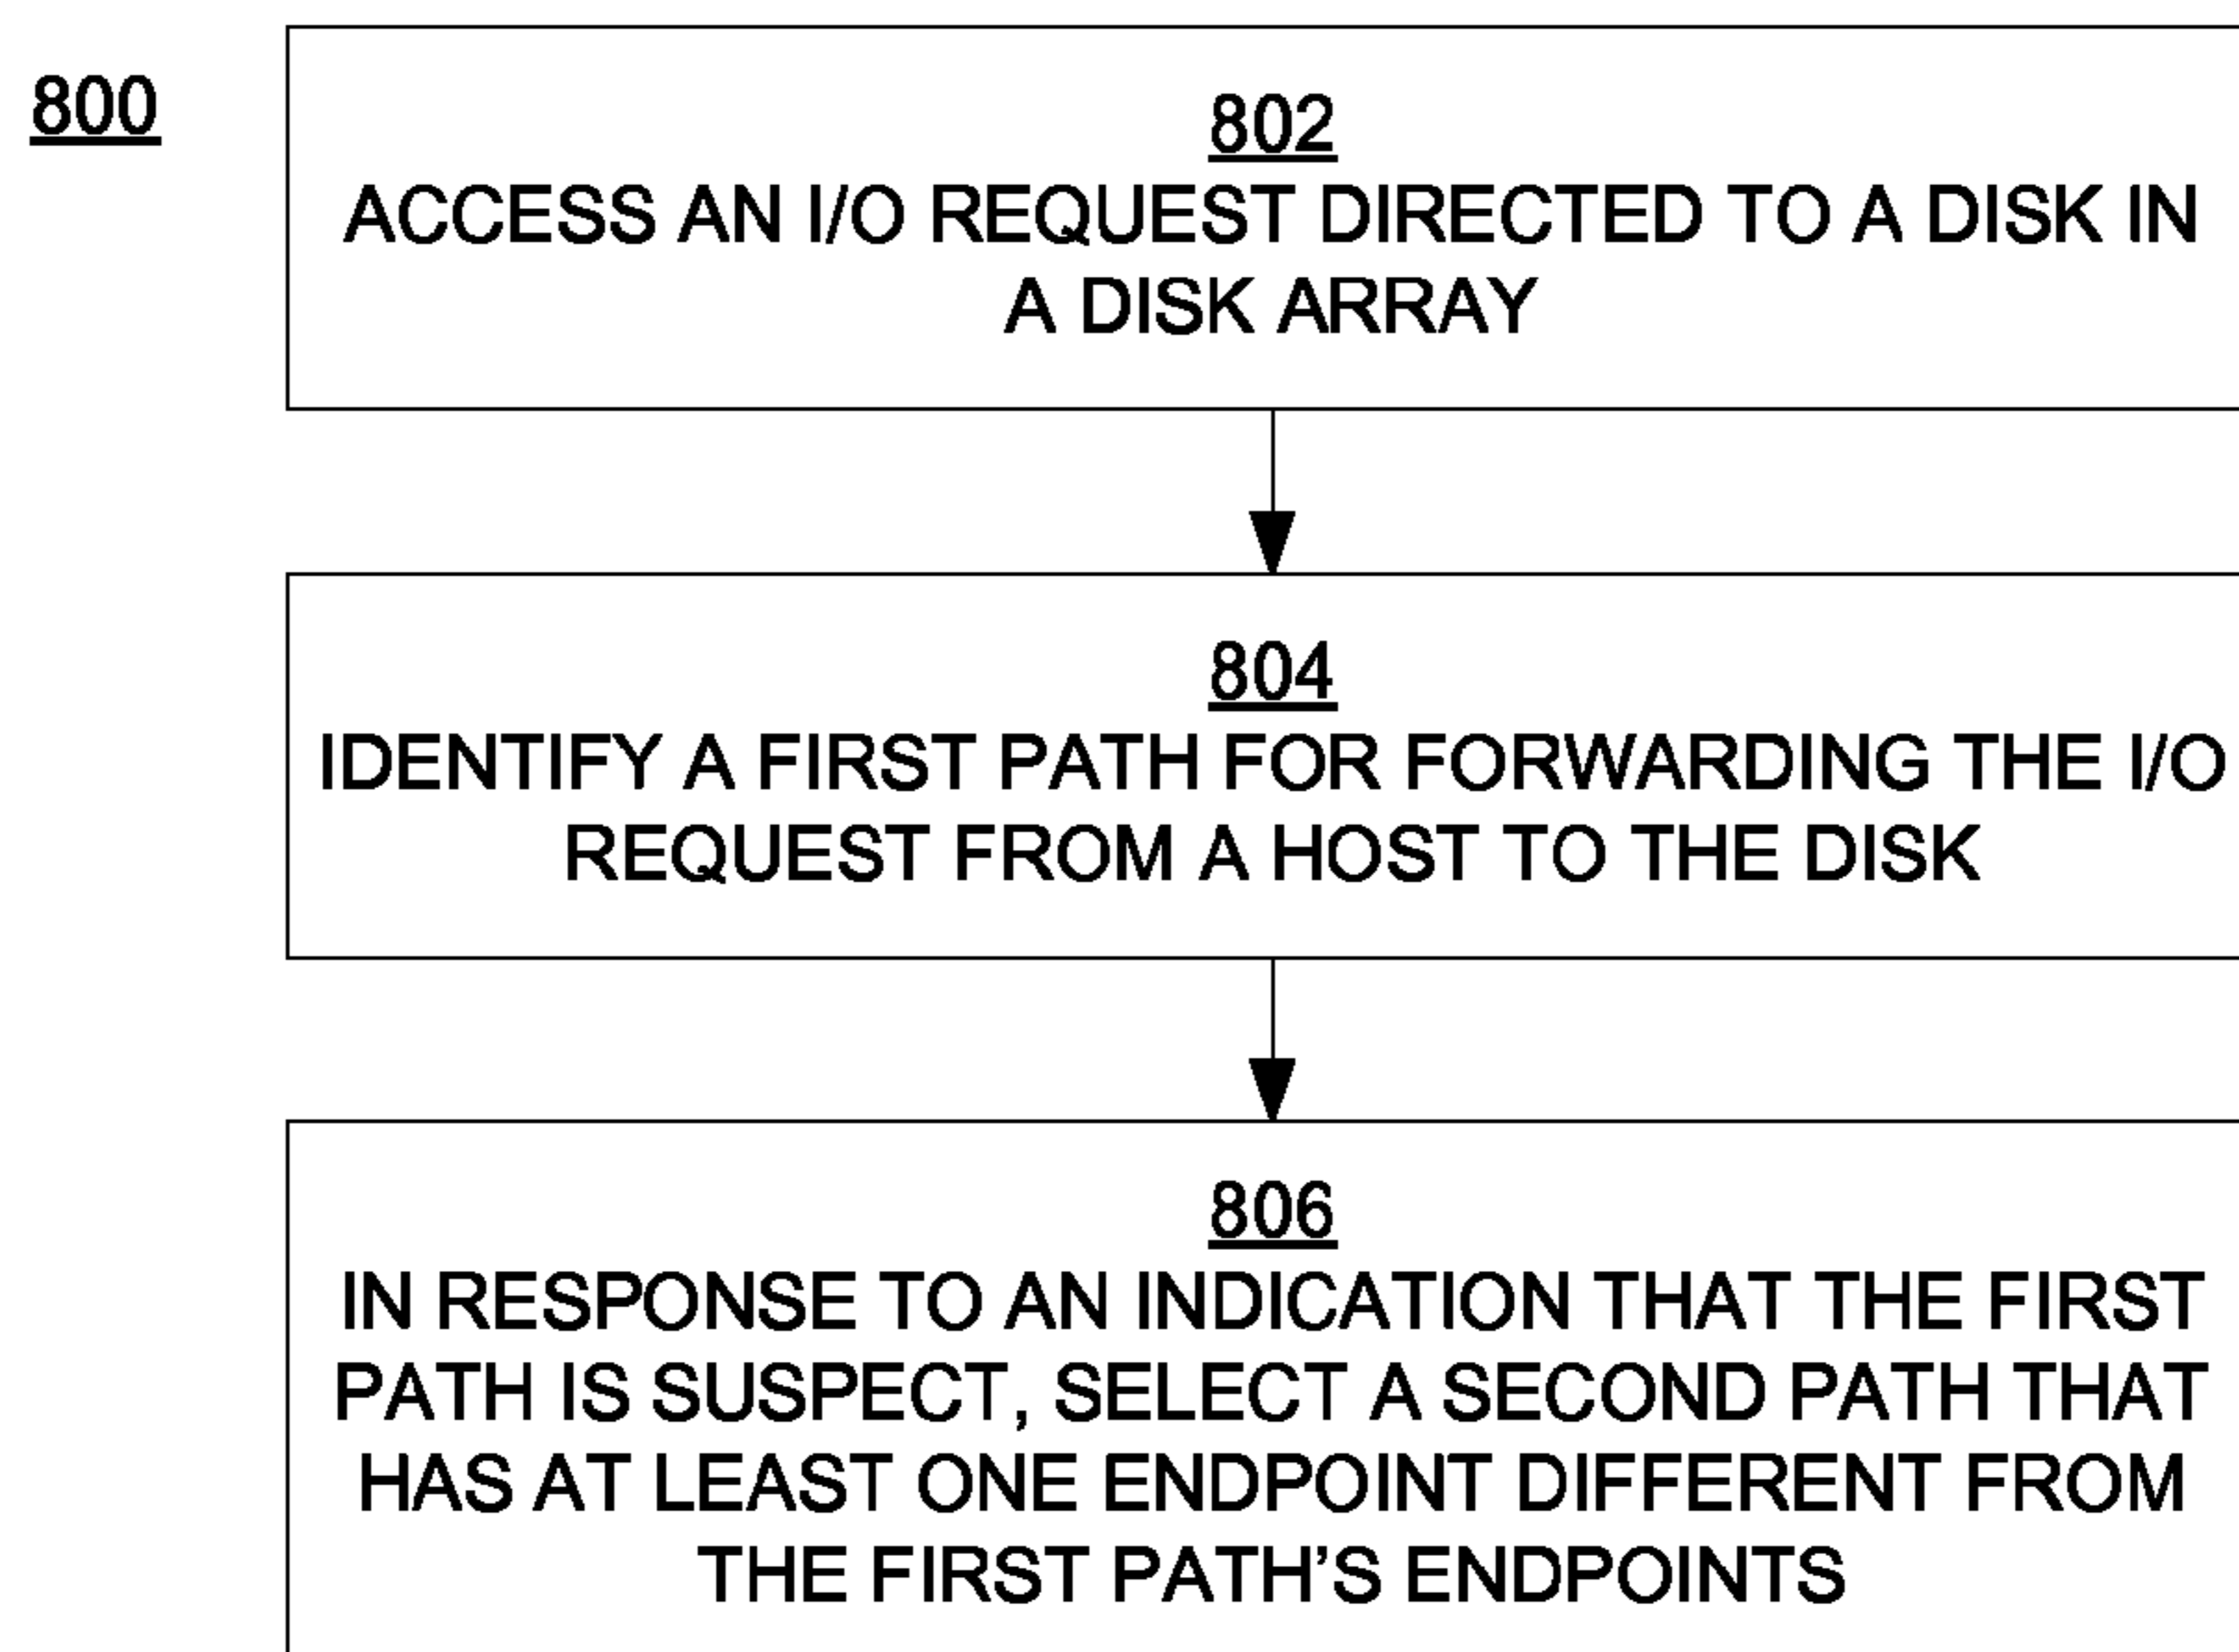 800
802
ACCESS AN I/O REQUEST DIRECTED TO A DISK IN
A DISK ARRAY
804
IDENTIFY A FIRST PATH FOR FORWARDING THE I/O
REQUEST FROM A HOST TO THE DISK
806
IN RESPONSE TO AN INDICATION THAT THE FIRST
PATH IS SUSPECT, SELECT A SECOND PATH THAT
HAS AT LEAST ONE ENDPOINT DIFFERENT FROM
THE FIRST PATH'S ENDPOINTS